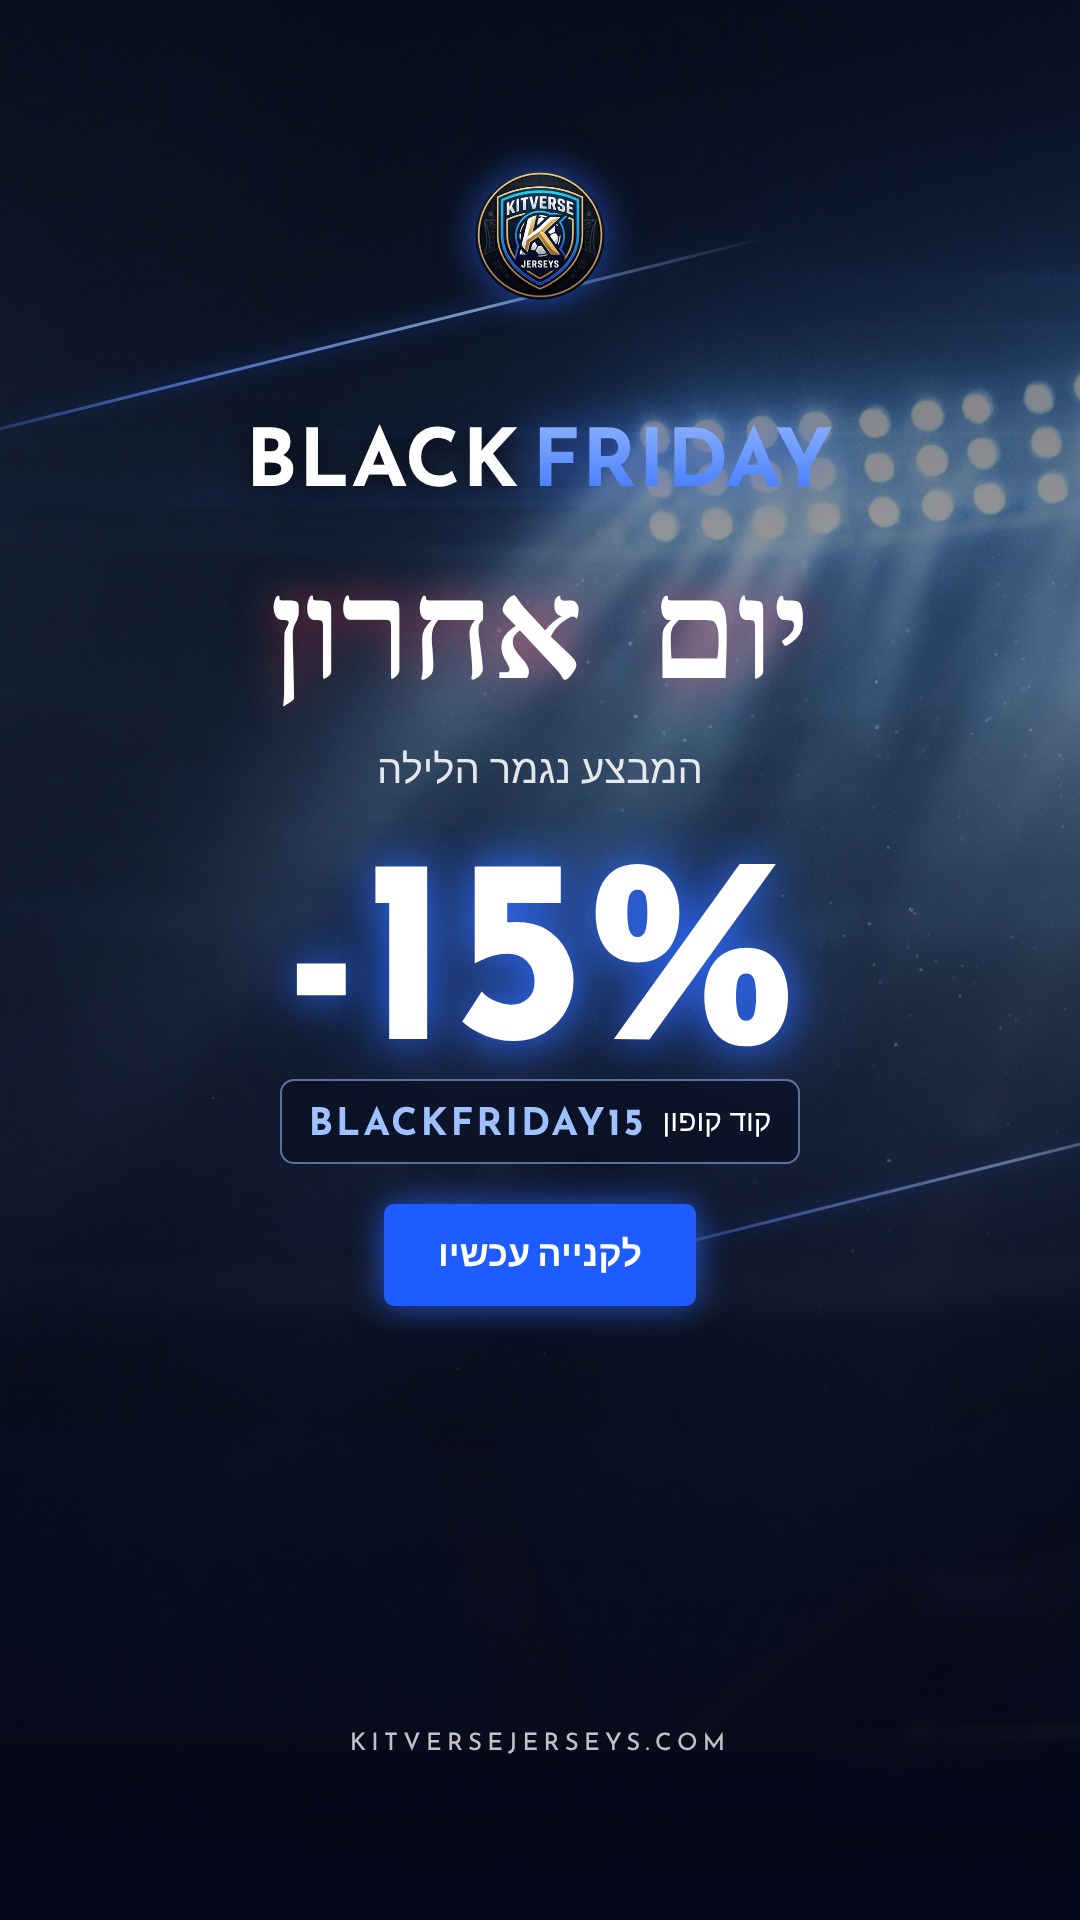 KITVERSE
K
JERSEYS
BLACK FRIDAY
יום אחרון
המבצע נגמר הלילה
-15%
קוד קופון BLACKFRIDAY15
לקנייה עכשיו
KITVERSEJERSEYS.COM